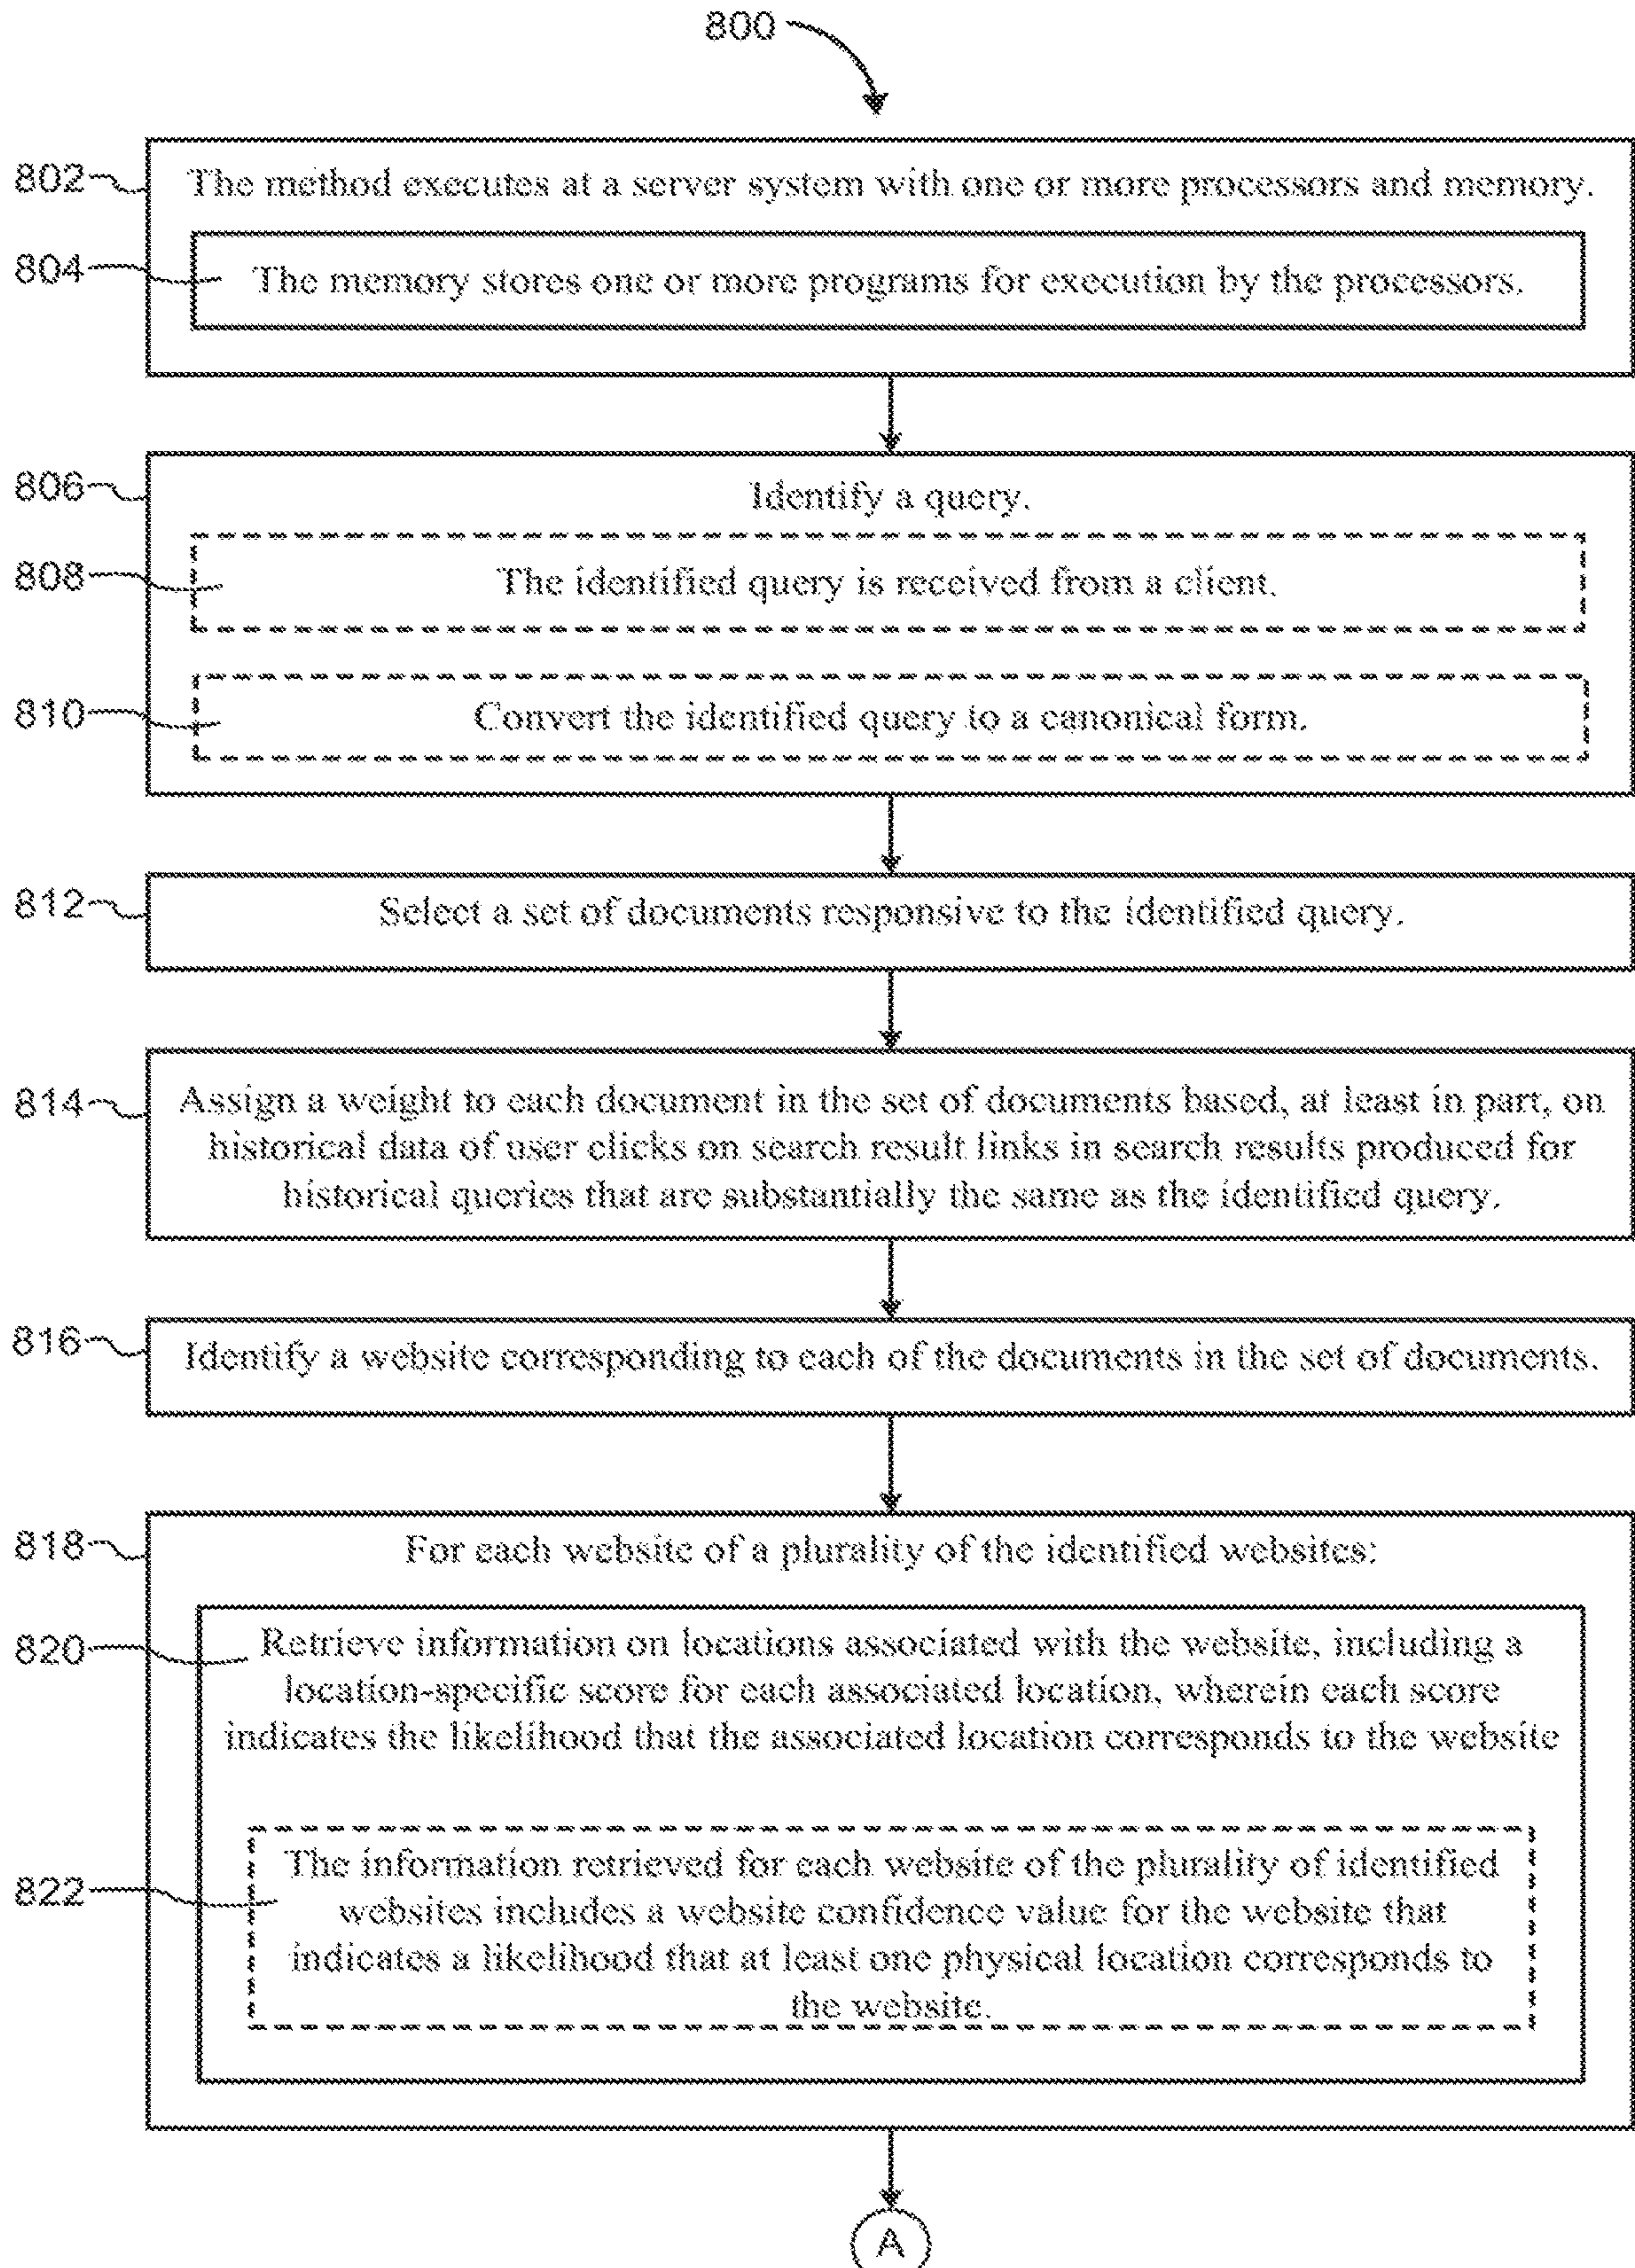 800
802
The method executes at a server system with one or more processors and memory.
804
The memory stores one or more programs for execution by the processors.
806
Identify a query.
808
The identified query is received from a client.
810
Convert the identified query to a canonical form.
812
Select a set of documents responsive to the identified query.
814
Assign a weight to each document in the set of documents based, at least in part, on
historical data of user clicks on search result links in search results produced for
historical queries that are substantially the same as the identified query.
816
Identify a website corresponding to each of the documents in the set of documents.
818
For each website of a plurality of the identified websites:
820
Retrieve information on locations associated with the website, including a
location-specific score for each associated location, wherein each score
indicates the likelihood that the associated location corresponds to the website
822
The information retrieved for each website of the plurality of identified
websites includes a website confidence value for the website that
indicates a likelihood that at least one physical location corresponds to
the website.
A